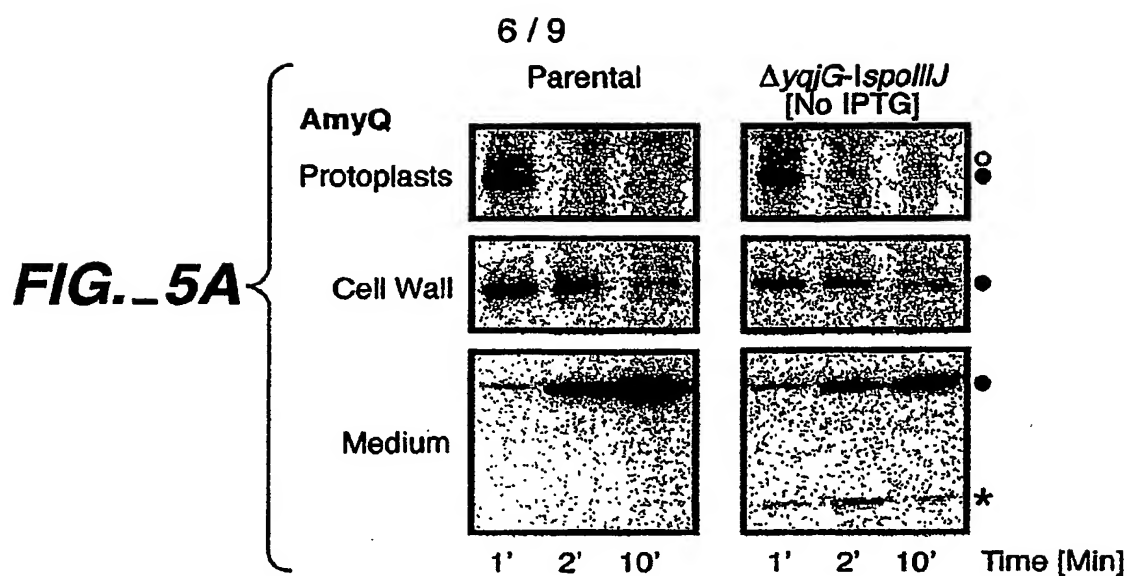 6 / 9
Parental
ΔyqjG-IspoIIIJ
[No IPTG]
AmyQ
Protoplasts
Cell Wall
Medium
FIG._5A
*
1' 2' 10' 1' 2' 10' Time [Min]